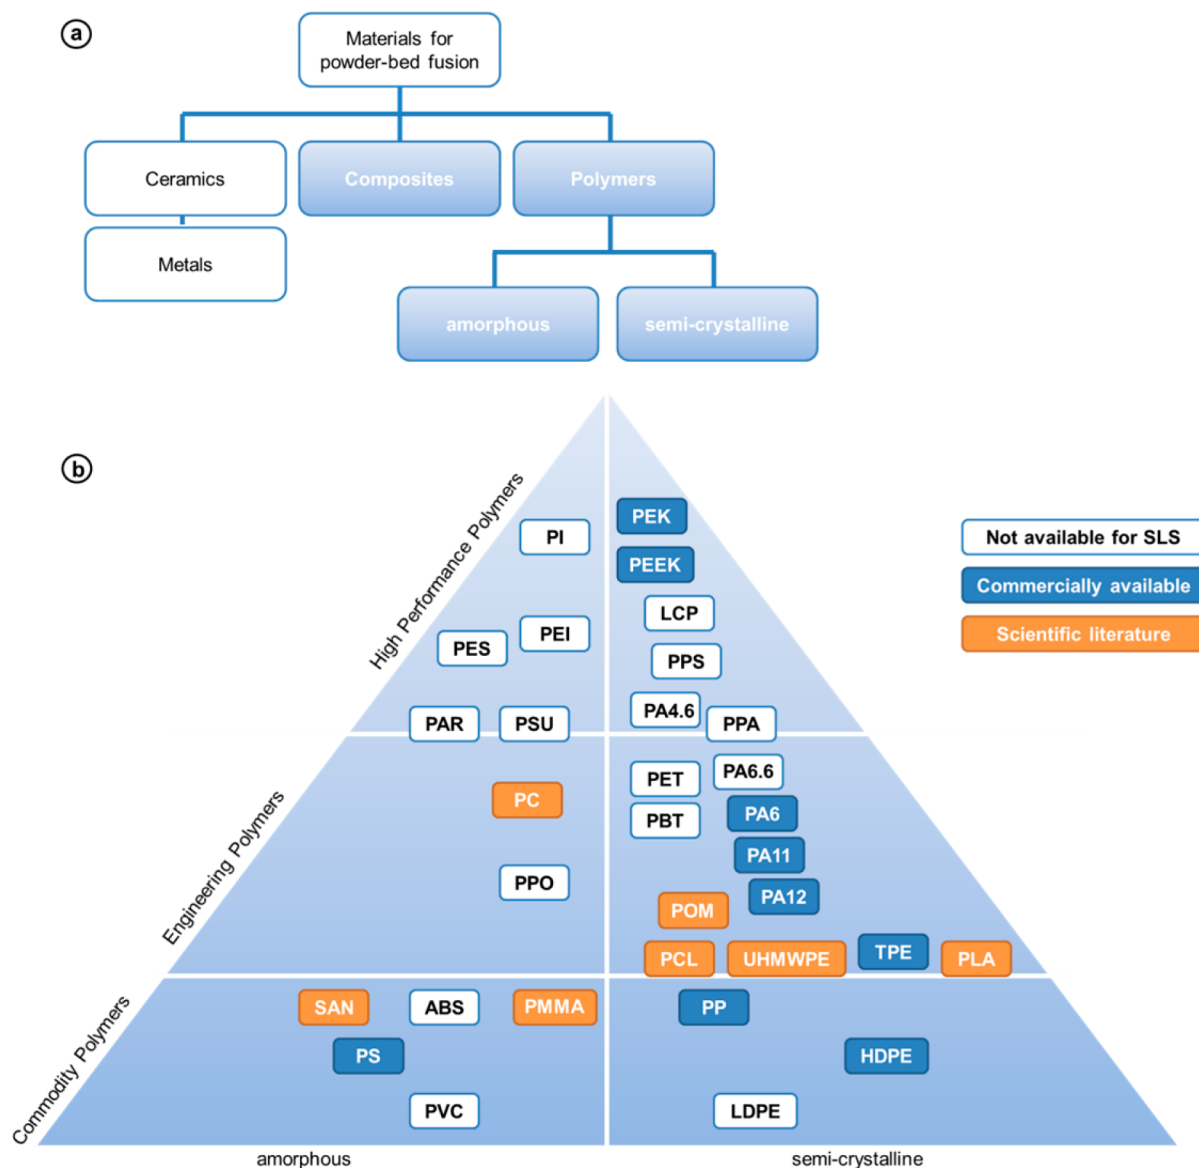 a
Materials for
powder-bed fusion
Ceramics
Composites
Polymers
Metals
amorphous
semi-crystalline
b
High Performance Polymers
Engineering Polymers
Commodity Polymers
PI
PEK
PEEK
LCP
PEI
PES
PPS
PA4.6
PAR
PSU
PPA
PET
PA6.6
PC
PBT
PA6
PA11
PPO
PA12
POM
PCL
UHMWPE
TPE
PLA
SAN
ABS
PMMA
PP
PS
HDPE
PVC
LDPE
amorphous
semi-crystalline
Not available for SLS
Commercially available
Scientific literature